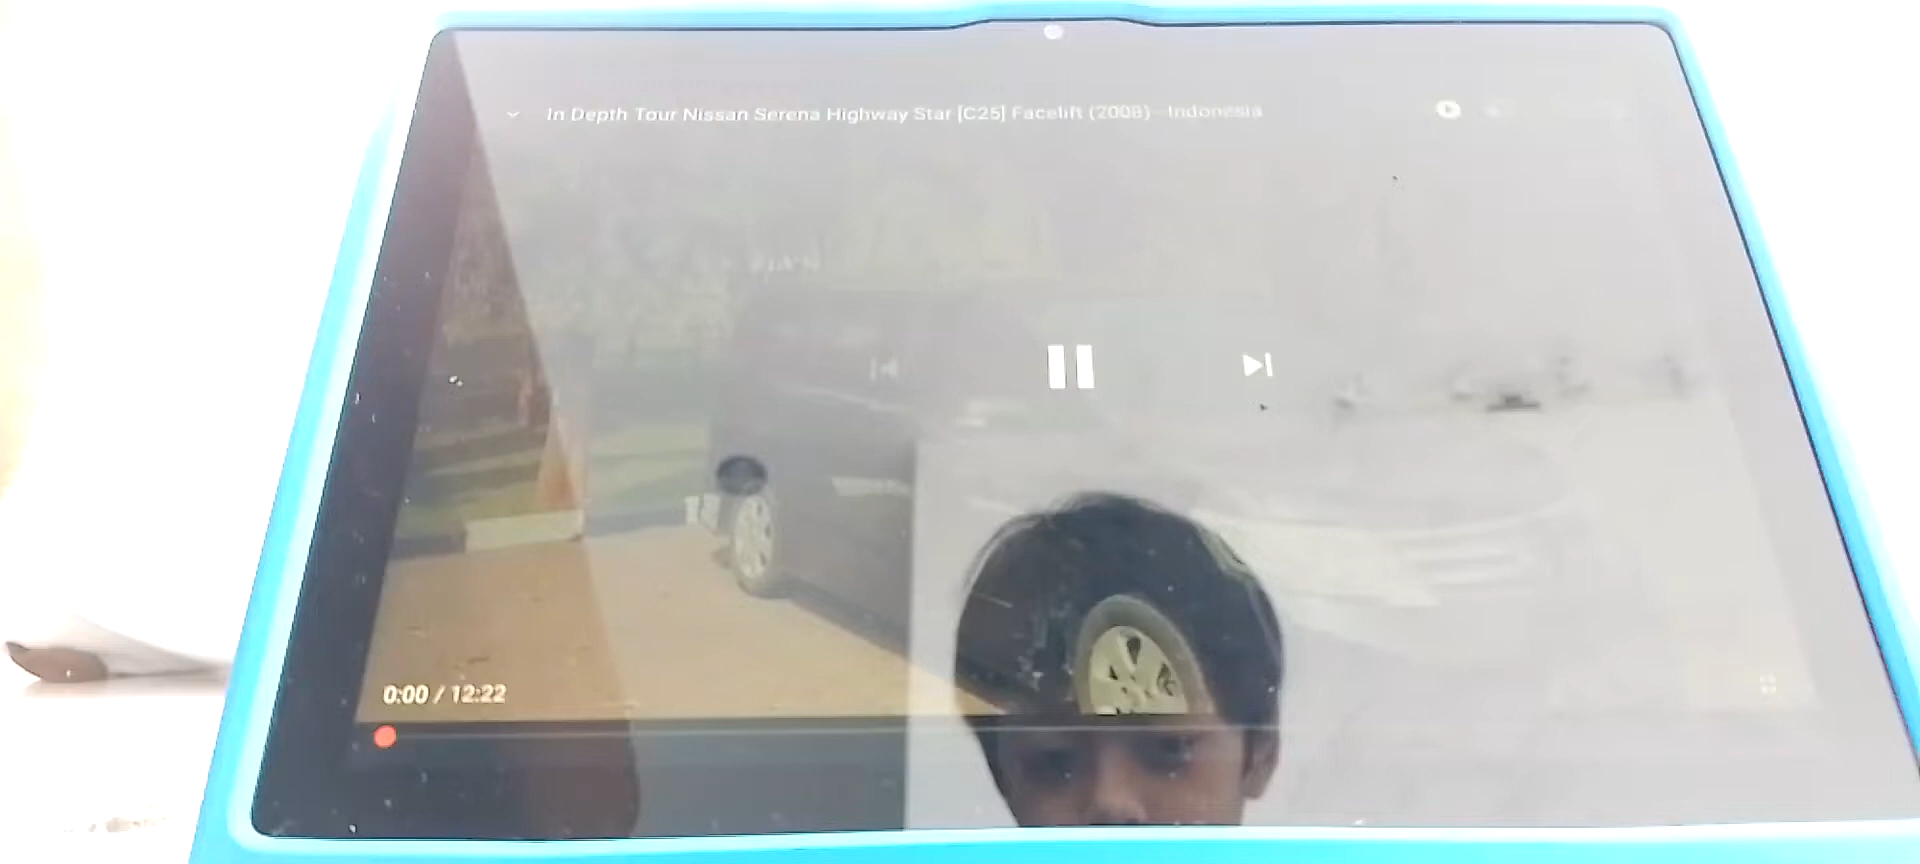 In Depth Tour Nissan Serena Highway Star [C25] Facelift (2008) - Indonesia
0:00 / 12:22